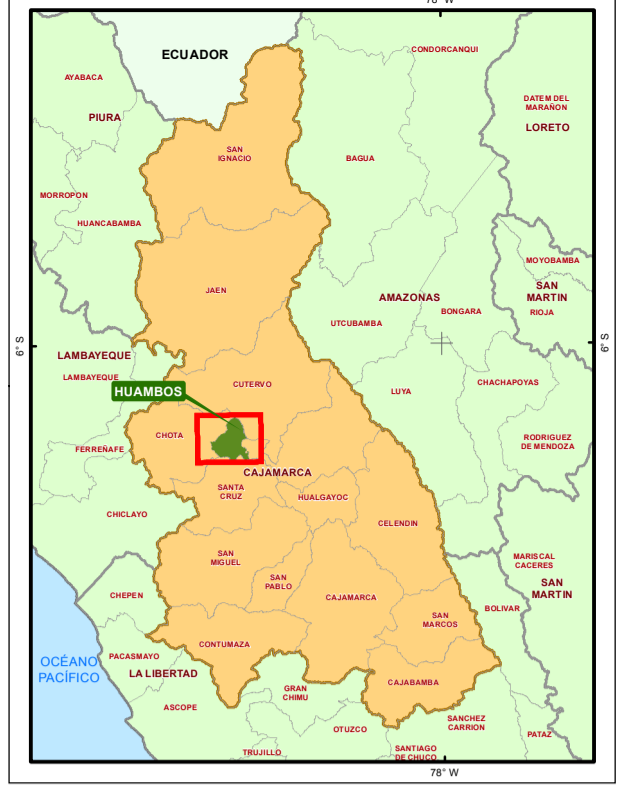 78° W
ECUADOR
CONDORCANQUI
AYABACA
DATEM DEL
MARAÑON
PIURA
LORETO
SAN
IGNACIO
BAGUA
MORROPON
HUANCABAMBA
MOYOBAMBA
JAEN
SAN
MARTIN
AMAZONAS
BONGARA
RIOJA
UTCUBAMBA
6° S
6° S
LAMBAYEQUE
LAMBAYEQUE
CUTERVO
CHACHAPOYAS
HUAMBOS
LUYA
CHOTA
RODRIGUEZ
DE MENDOZA
FERREÑAFE
CAJAMARCA
SANTA
CRUZ
HUALGAYOC
CHICLAYO
CELENDIN
SAN
MIGUEL
MARISCAL
CACERES
SAN
PABLO
SAN
MARTIN
CHEPEN
CAJAMARCA
BOLIVAR
SAN
MARCOS
CONTUMAZA
OCÉANO
PACÍFICO
PACASMAYO
LA LIBERTAD
CAJABAMBA
GRAN
CHIMU
ASCOPE
SANCHEZ
CARRION
OTUZCO
PATAZ
TRUJILLO
SANTIAGO
DE CHUCO
78° W